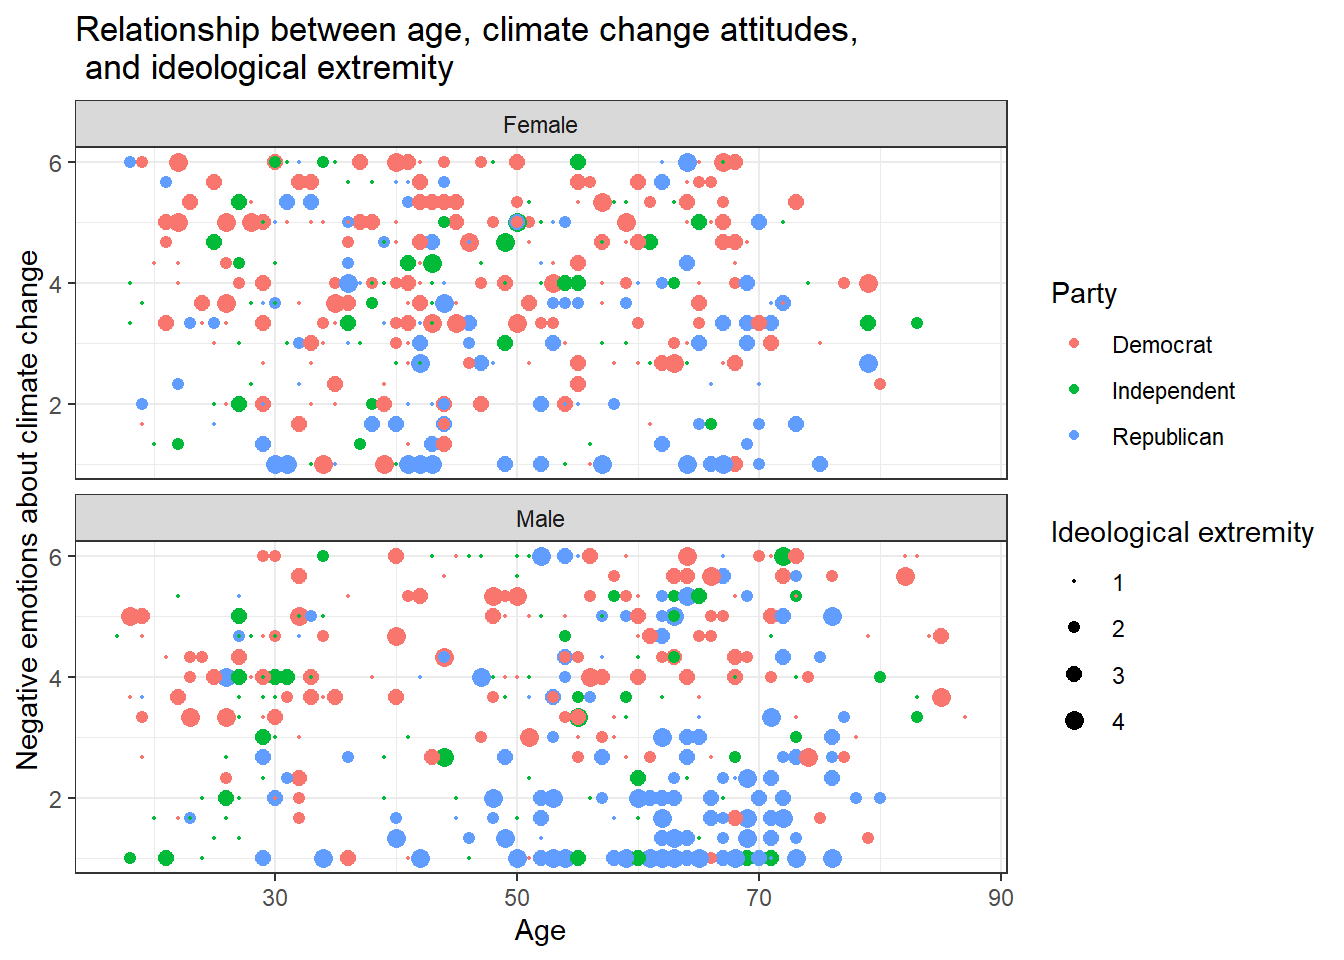 Relationship between age, climate change attitudes,
and ideological extremity
Female
6
4
2
Male
6
4
2
30
50
70
90
Age
Negative emotions about climate change
Party
Democrat
Independent
Republican
Ideological extremity
1
2
3
4